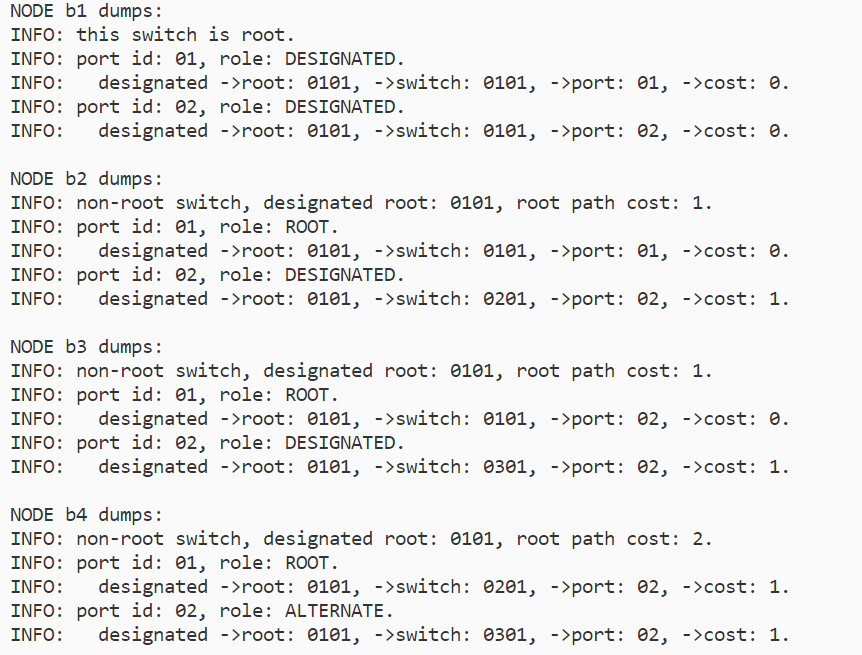 NODE b1 dumps:
INFO: this switch is root.
INFO: port id: 01, role: DESIGNATED.
INFO:   designated ->root: 0101, ->switch: 0101, ->port: 01, ->cost: 0.
INFO: port id: 02, role: DESIGNATED.
INFO:   designated ->root: 0101, ->switch: 0101, ->port: 02, ->cost: 0.

NODE b2 dumps:
INFO: non-root switch, designated root: 0101, root path cost: 1.
INFO: port id: 01, role: ROOT.
INFO:   designated ->root: 0101, ->switch: 0101, ->port: 01, ->cost: 0.
INFO: port id: 02, role: DESIGNATED.
INFO:   designated ->root: 0101, ->switch: 0201, ->port: 02, ->cost: 1.

NODE b3 dumps:
INFO: non-root switch, designated root: 0101, root path cost: 1.
INFO: port id: 01, role: ROOT.
INFO:   designated ->root: 0101, ->switch: 0101, ->port: 02, ->cost: 0.
INFO: port id: 02, role: DESIGNATED.
INFO:   designated ->root: 0101, ->switch: 0301, ->port: 02, ->cost: 1.

NODE b4 dumps:
INFO: non-root switch, designated root: 0101, root path cost: 2.
INFO: port id: 01, role: ROOT.
INFO:   designated ->root: 0101, ->switch: 0201, ->port: 02, ->cost: 1.
INFO: port id: 02, role: ALTERNATE.
INFO:   designated ->root: 0101, ->switch: 0301, ->port: 02, ->cost: 1.